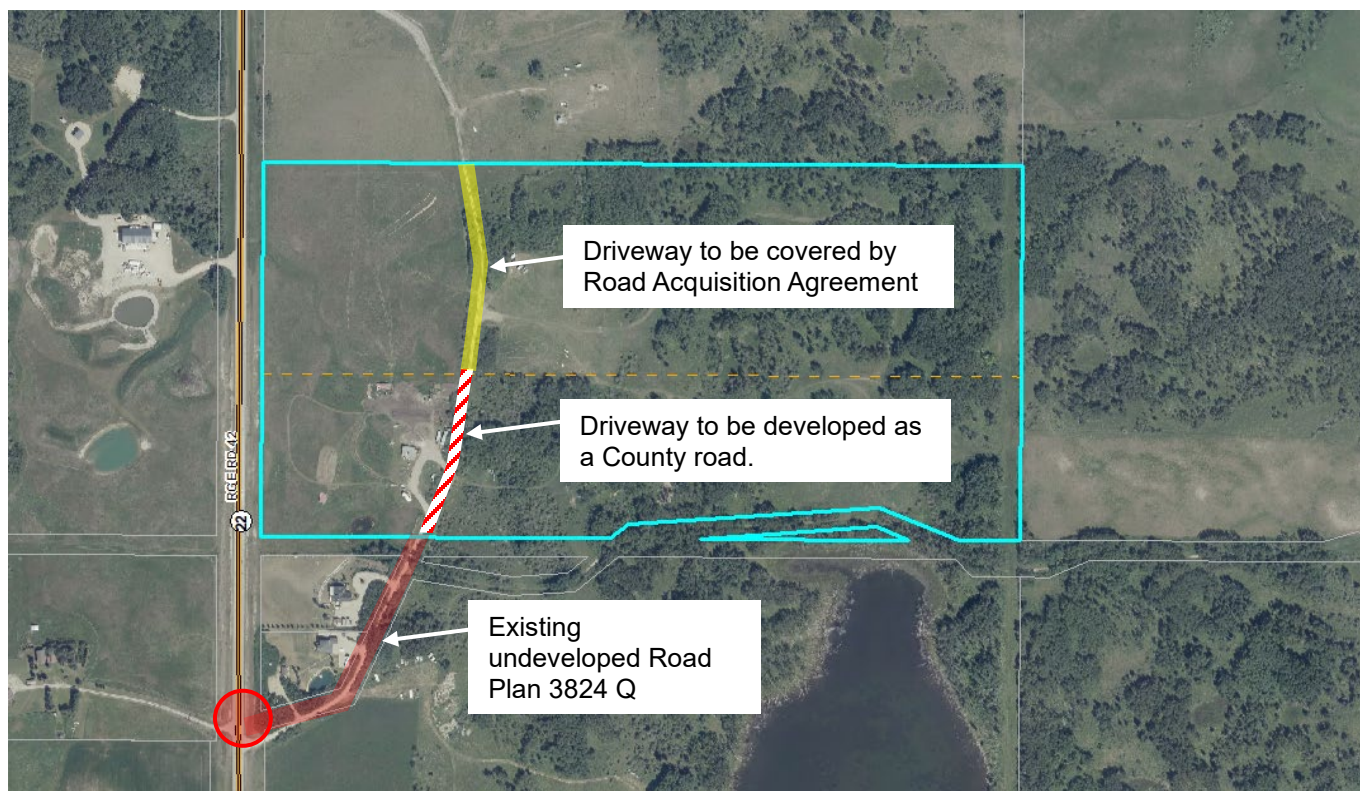 Driveway to be covered by
Road Acquisition Agreement
Driveway to be developed as
a County road.
RGE RD 42
22
Existing
undeveloped Road
Plan 3824 Q